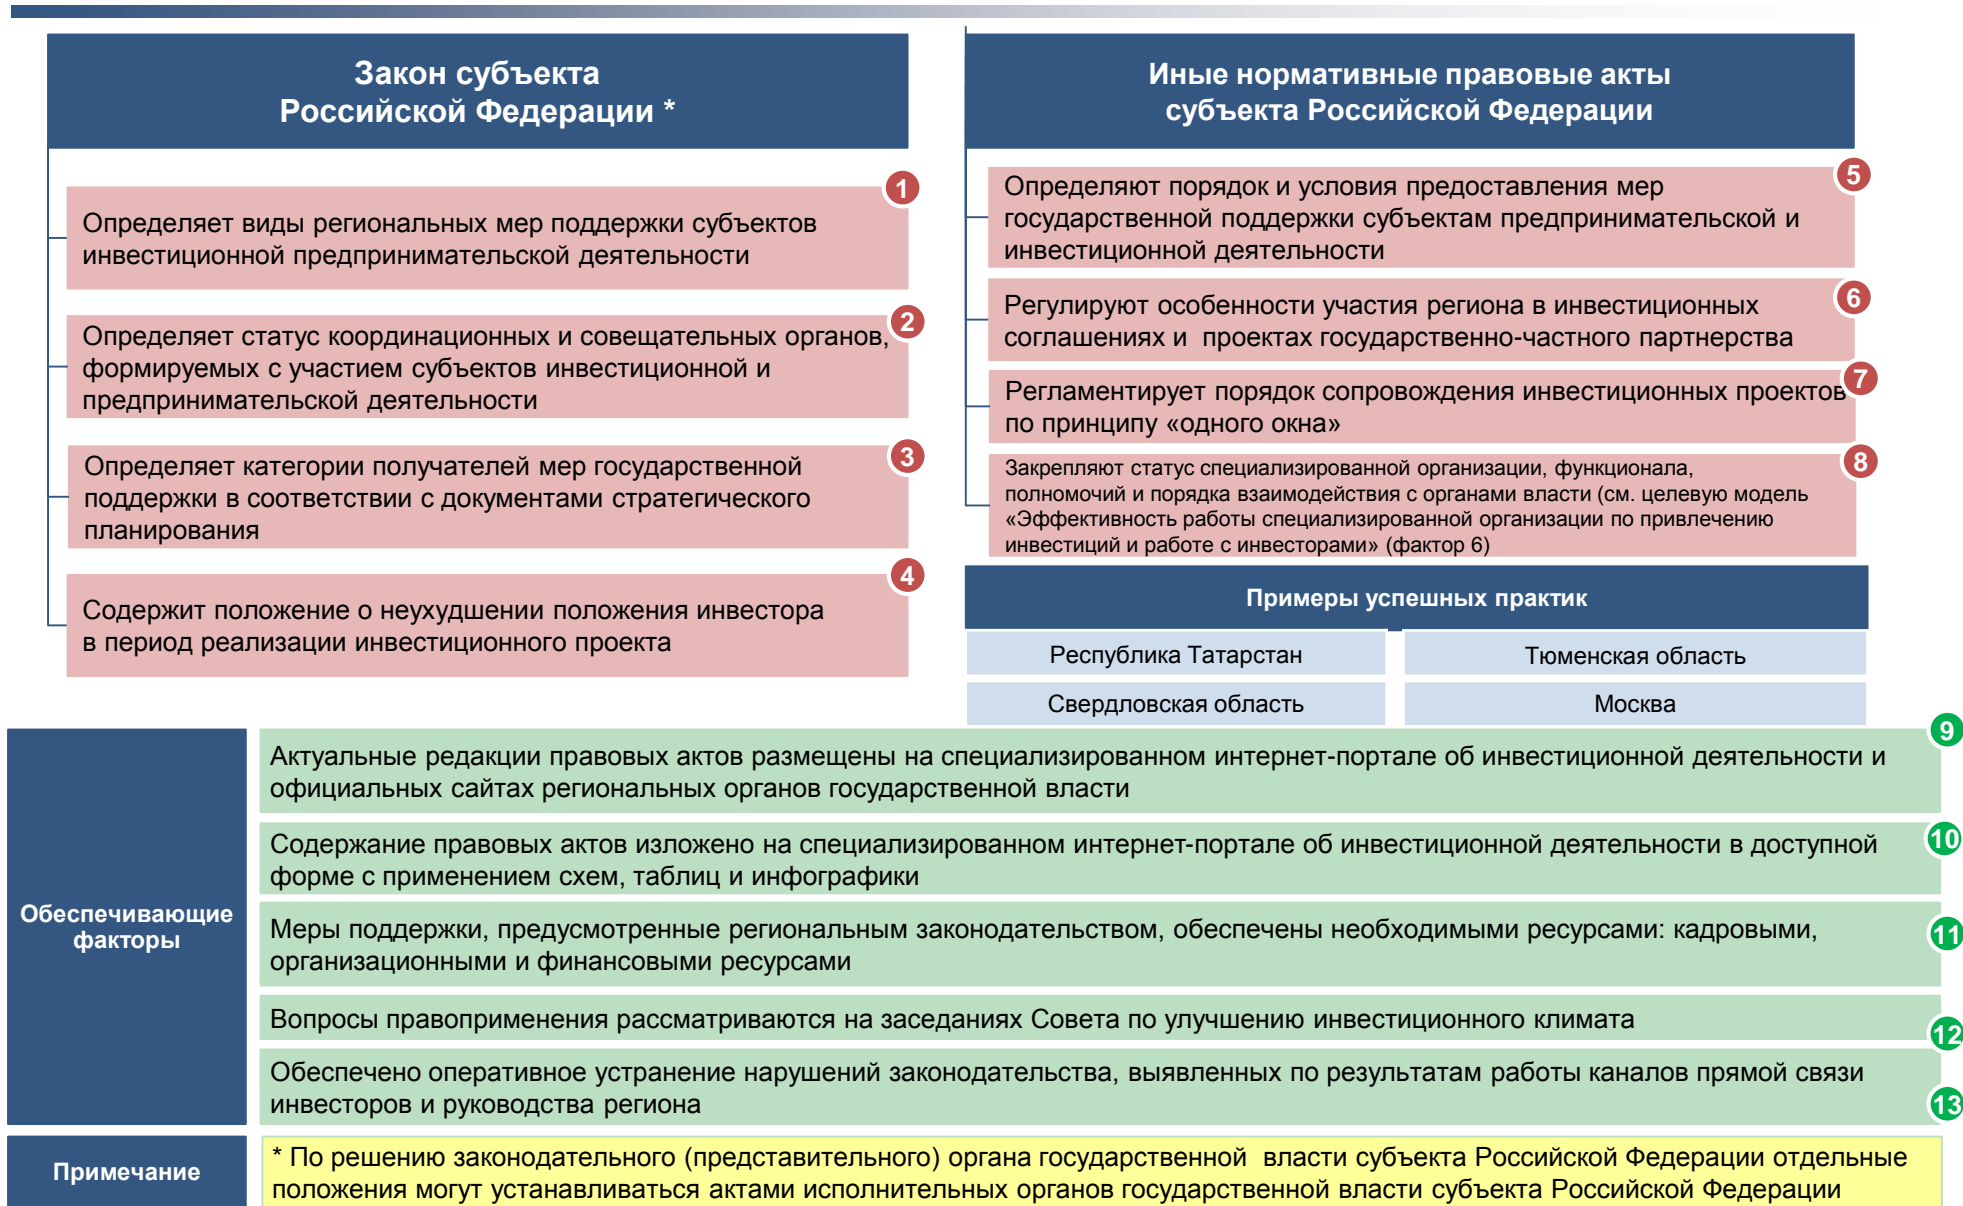 Закон субъекта
Российской Федерации *
1
Определяет виды региональных мер поддержки субъектов
инвестиционной предпринимательской деятельности
2
Определяет статус координационных и совещательных органов,
формируемых с участием субъектов инвестиционной и
предпринимательской деятельности
3
Определяет категории получателей мер государственной
поддержки в соответствии с документами стратегического
планирования
4
Содержит положение о неухудшении положения инвестора
в период реализации инвестиционного проекта
Иные нормативные правовые акты
субъекта Российской Федерации
5
Определяют порядок и условия предоставления мер
государственной поддержки субъектам предпринимательской и
инвестиционной деятельности
6
Регулируют особенности участия региона в инвестиционных
соглашениях и  проектах государственно-частного партнерства
7
Регламентирует порядок сопровождения инвестиционных проектов
по принципу «одного окна»
8
Закрепляют статус специализированной организации, функционала,
полномочий и порядка взаимодействия с органами власти (см. целевую модель
«Эффективность работы специализированной организации по привлечению
инвестиций и работе с инвесторами» (фактор 6)
Примеры успешных практик
Республика Татарстан
Тюменская область
Свердловская область
Москва
Обеспечивающие
факторы
9
Актуальные редакции правовых актов размещены на специализированном интернет-портале об инвестиционной деятельности и
официальных сайтах региональных органов государственной власти
10
Содержание правовых актов изложено на специализированном интернет-портале об инвестиционной деятельности в доступной
форме с применением схем, таблиц и инфографики
11
Меры поддержки, предусмотренные региональным законодательством, обеспечены необходимыми ресурсами: кадровыми,
организационными и финансовыми ресурсами
12
Вопросы правоприменения рассматриваются на заседаниях Совета по улучшению инвестиционного климата
13
Обеспечено оперативное устранение нарушений законодательства, выявленных по результатам работы каналов прямой связи
инвесторов и руководства региона
Примечание
* По решению законодательного (представительного) органа государственной  власти субъекта Российской Федерации отдельные
положения могут устанавливаться актами исполнительных органов государственной власти субъекта Российской Федерации